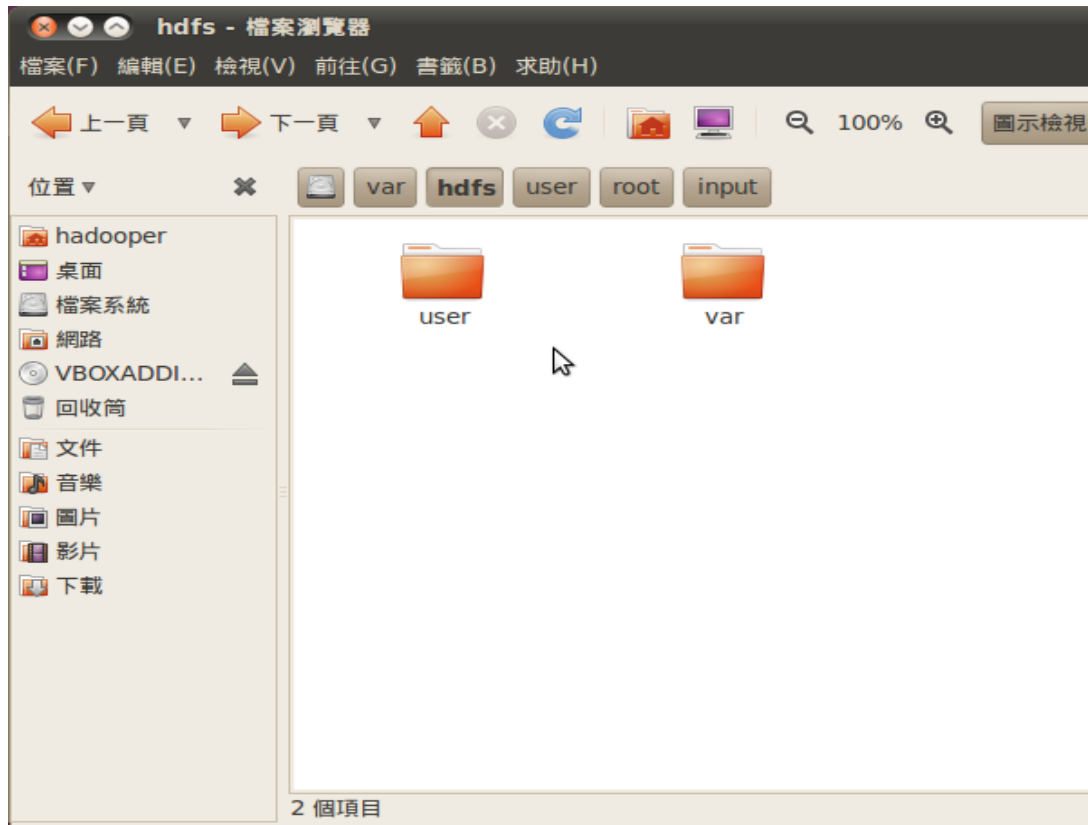 hdfs - 檔案瀏覽器
檔案(F) 編輯(E) 檢視(V) 前往(G) 書籤(B) 求助(H)
上一頁 下一頁 100% 圖示檢視
位置 var hdfs user root input
hadooper
桌面
檔案系統
網路
VBOXADDI...
回收筒
文件
音樂
圖片
影片
下載
user var
2 個項目